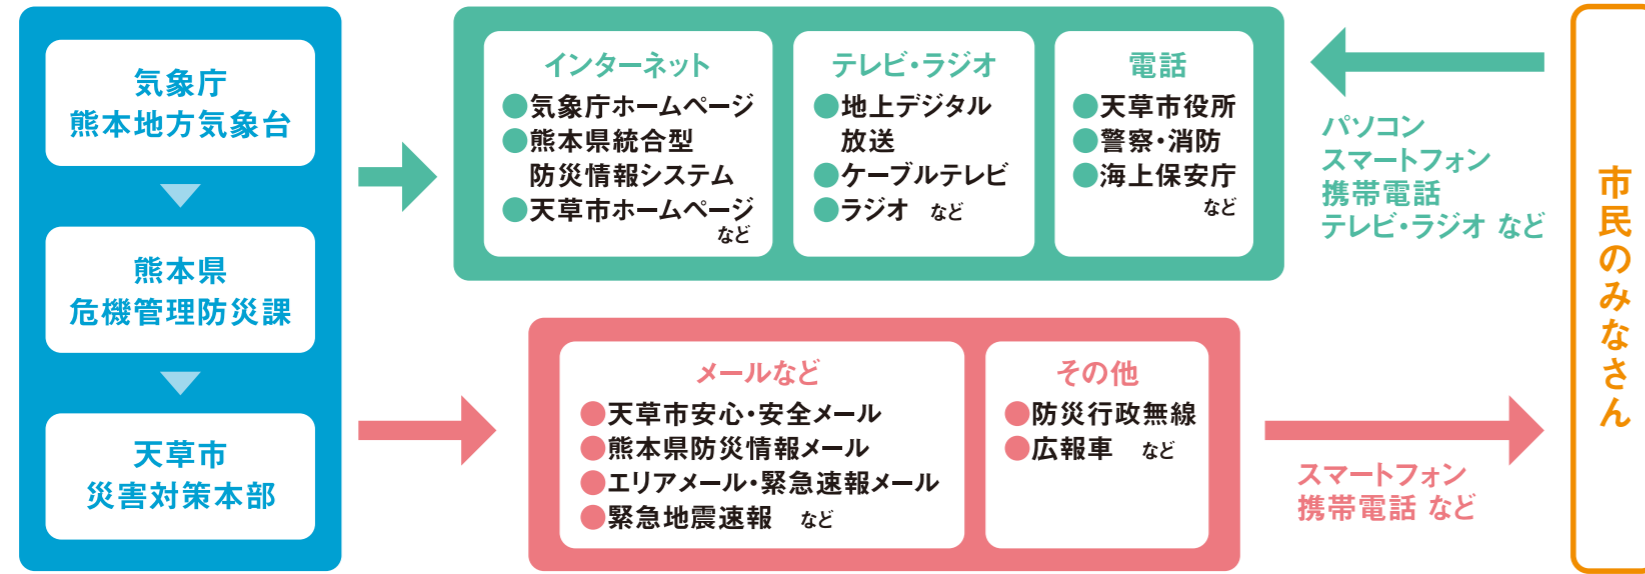 気象庁
熊本地方気象台
熊本県
危機管理防災課
天草市
災害対策本部
インターネット
●気象庁ホームページ
●熊本県統合型
防災情報システム
●天草市ホームページ
など
テレビ・ラジオ
●地上デジタル
放送
●ケーブルテレビ
●ラジオ など
電話
●天草市役所
●警察・消防
●海上保安庁
など
パソコン
スマートフォン
携帯電話
テレビ・ラジオ など
メールなど
●天草市安心・安全メール
●熊本県防災情報メール
●エリアメール・緊急速報メール
●緊急地震速報 など
その他
●防災行政無線
●広報車 など
スマートフォン
携帯電話 など
市民のみなさん